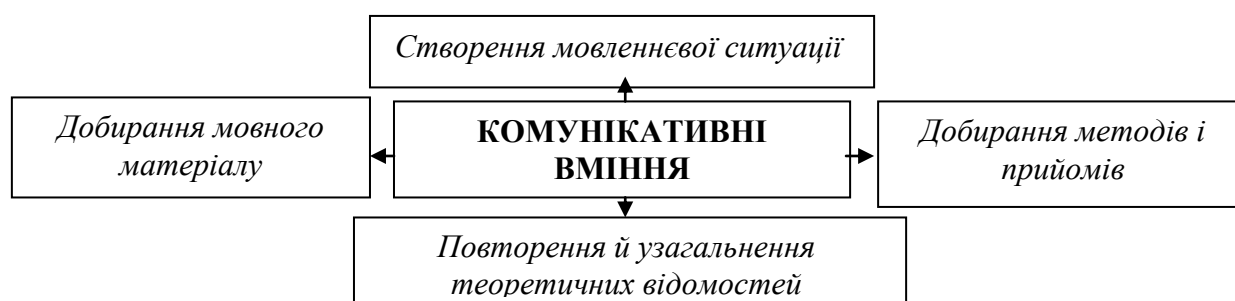 Створення мовленнєвої ситуації
Добирання мовного
матеріалу
КОМУНІКАТИВНІ
ВМІННЯ
Добирання методів і
прийомів
Повторення й узагальнення
теоретичних відомостей